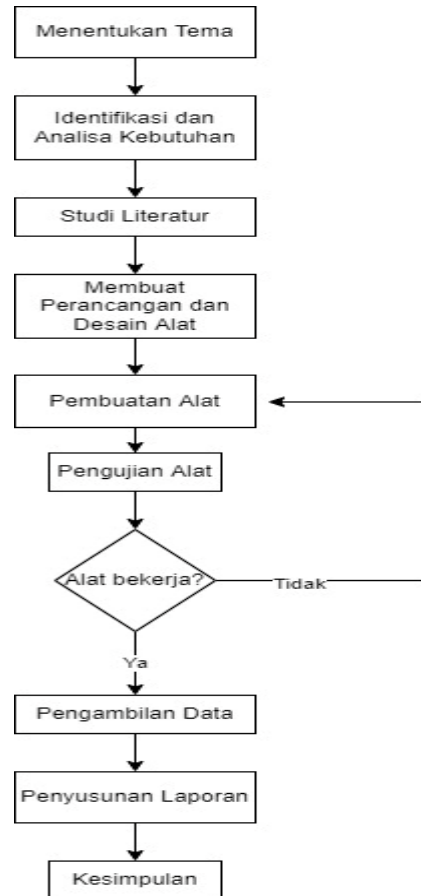 Menentukan Tema
Identifikasi dan
Analisa Kebutuhan
Studi Literatur
Membuat
Perancangan dan
Desain Alat
Pembuatan Alat
Pengujian Alat
Alat bekerja?
Tidak
Ya
Pengambilan Data
Penyusunan Laporan
Kesimpulan